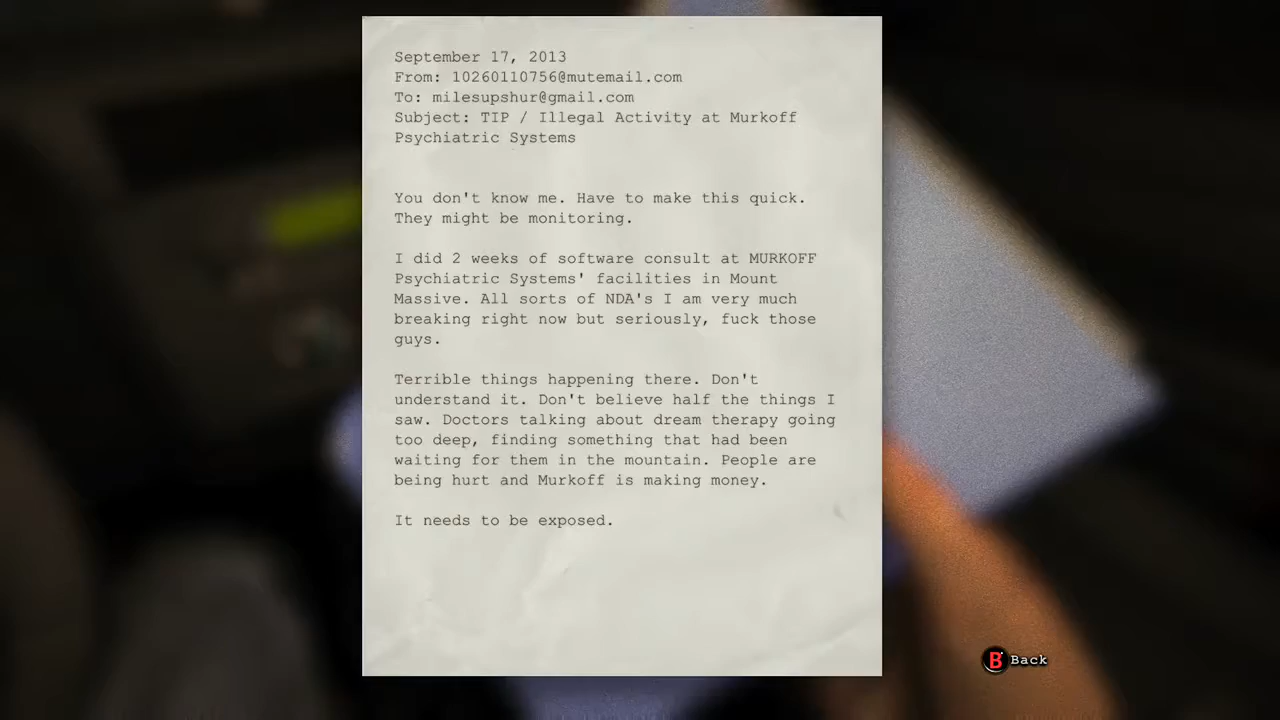 September 17, 2013
From: 10260110756@mutemail.com
To: milesupshur@gmail.com
Subject: TIP / Illegal Activity at Murkoff
Psychiatric Systems
You don't know me. Have to make this quick.
They might be monitoring.
I did 2 weeks of software consult at MURKOFF
Psychiatric Systems' facilities in Mount
Massive. All sorts of NDA's I am very much
breaking right now but seriously, fuck those
guys.
Terrible things happening there. Don't
understand it. Don't believe half the things I
saw. Doctors talking about dream therapy going
too deep, finding something that had been
waiting for them in the mountain. People are
being hurt and Murkoff is making money.
It needs to be exposed.
B Back